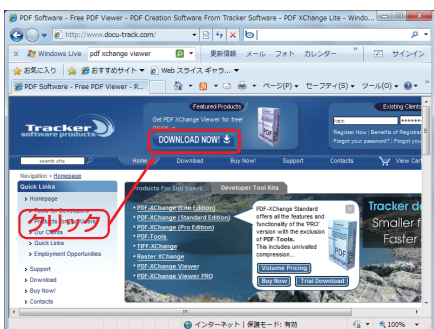 PDF Software - Free PDF Viewer - PDF Creation Software From Tracker Software - PDF XChange Lite - Windo...
http://www.docu-track.com/
Windows Live
pdf xchange viewer
更新情報 メール フォト カレンダー
サインイン
お気に入り
おすすめサイト
Web スライス ギャラ...
PDF Software - Free PDF Viewer - P...
ページ(P)
セーフティ(S)
ツール(O)
Featured Products
Existing Clients
Get PDF XChange Viewer for free!
more
DOWNLOAD NOW!
PDF
Tracker
software products
login
Register Now | Benefits of Registrat
Forgot your password? | Forgot you
search site
Home
Download
Buy Now!
Support
Contacts
View Cart
Navigation > Homepage
Quick Links
Homepage
Our Clients
Quick Links
Employment Opportunities
Support
Download
Buy Now!
Contacts
クリック
Products For End Users
Developer Tool Kits
PDF-XChange (Lite Edition)
PDF-XChange (Standard Edition)
PDF-XChange (Pro Edition)
PDF-Tools
TIFF-XChange
Raster XChange
PDF-XChange Viewer
PDF-XChange Viewer PRO
PDF-XChange Standard
offers all the features and
functionality of the 'PRO'
version with the exclusion
of PDF-Tools.
This includes unrivalled
compression...
Volume Pricing
Buy Now
Trial Download
Tracker de
Smaller f
Faster
インターネット | 保護モード: 有効
100%